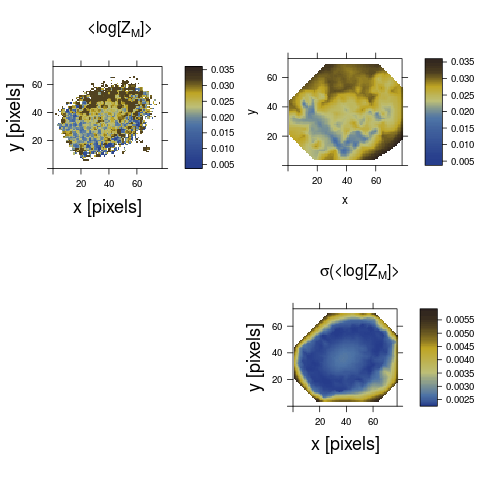 <log[Z_M]>
60
40
20
20 40 60
y [pixels]
x [pixels]
0.035
0.030
0.025
0.020
0.015
0.010
0.005
60
40
20
20 40 60
y
x
0.035
0.030
0.025
0.020
0.015
0.010
0.005
σ(<log[Z_M]>
60
40
20
20 40 60
y [pixels]
x [pixels]
0.0055
0.0050
0.0045
0.0040
0.0035
0.0030
0.0025